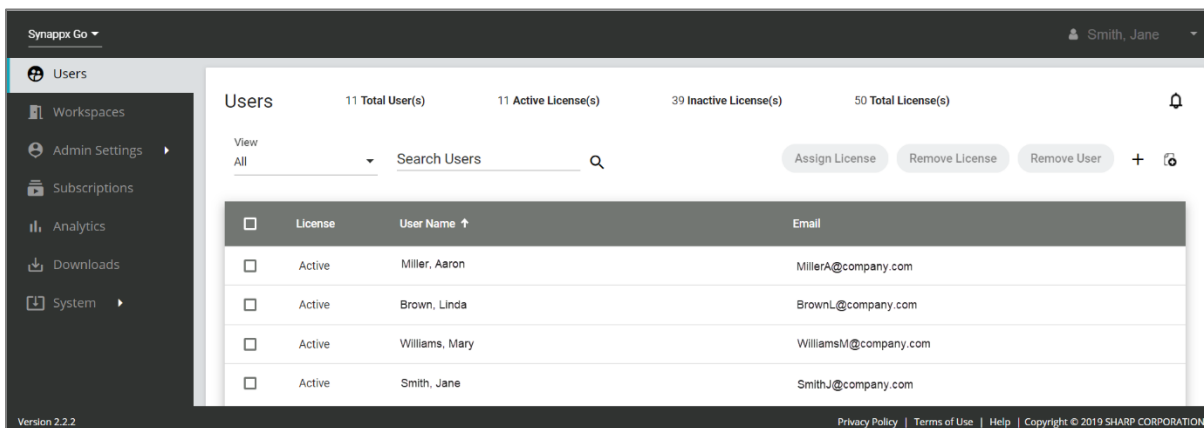 Synappx Go
Smith, Jane
Users
Workspaces
Admin Settings
Subscriptions
Analytics
Downloads
System
Users
11 Total User(s)
11 Active License(s)
39 Inactive License(s)
50 Total License(s)
View
All
Search Users
Assign License
Remove License
Remove User
License User Name Email
Active Miller, Aaron MillerA@company.com
Active Brown, Linda BrownL@company.com
Active Williams, Mary WilliamsM@company.com
Active Smith, Jane SmithJ@company.com
Version 2.2.2
Privacy Policy | Terms of Use | Help | Copyright © 2019 SHARP CORPORATION